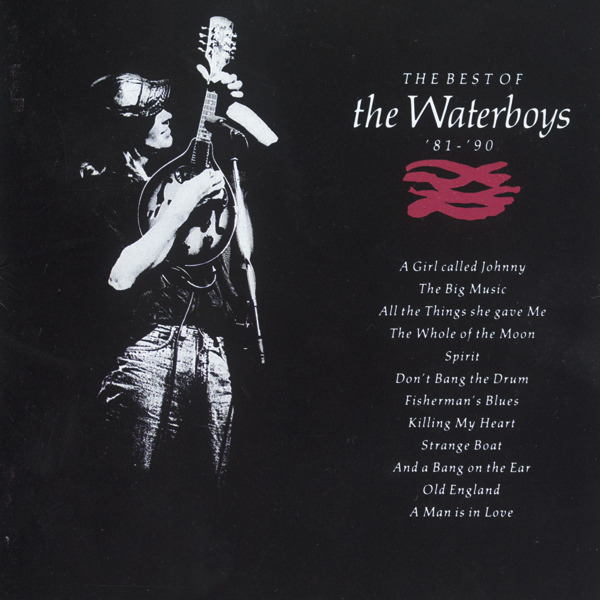 THE BEST OF
the Waterboys
'81-'90
A Girl called Johnny
The Big Music
All the Things she gave Me
The Whole of the Moon
Spirit
Don't Bang the Drum
Fisherman's Blues
Killing My Heart
Strange Boat
And a Bang on the Ear
Old England
A Man is in Love